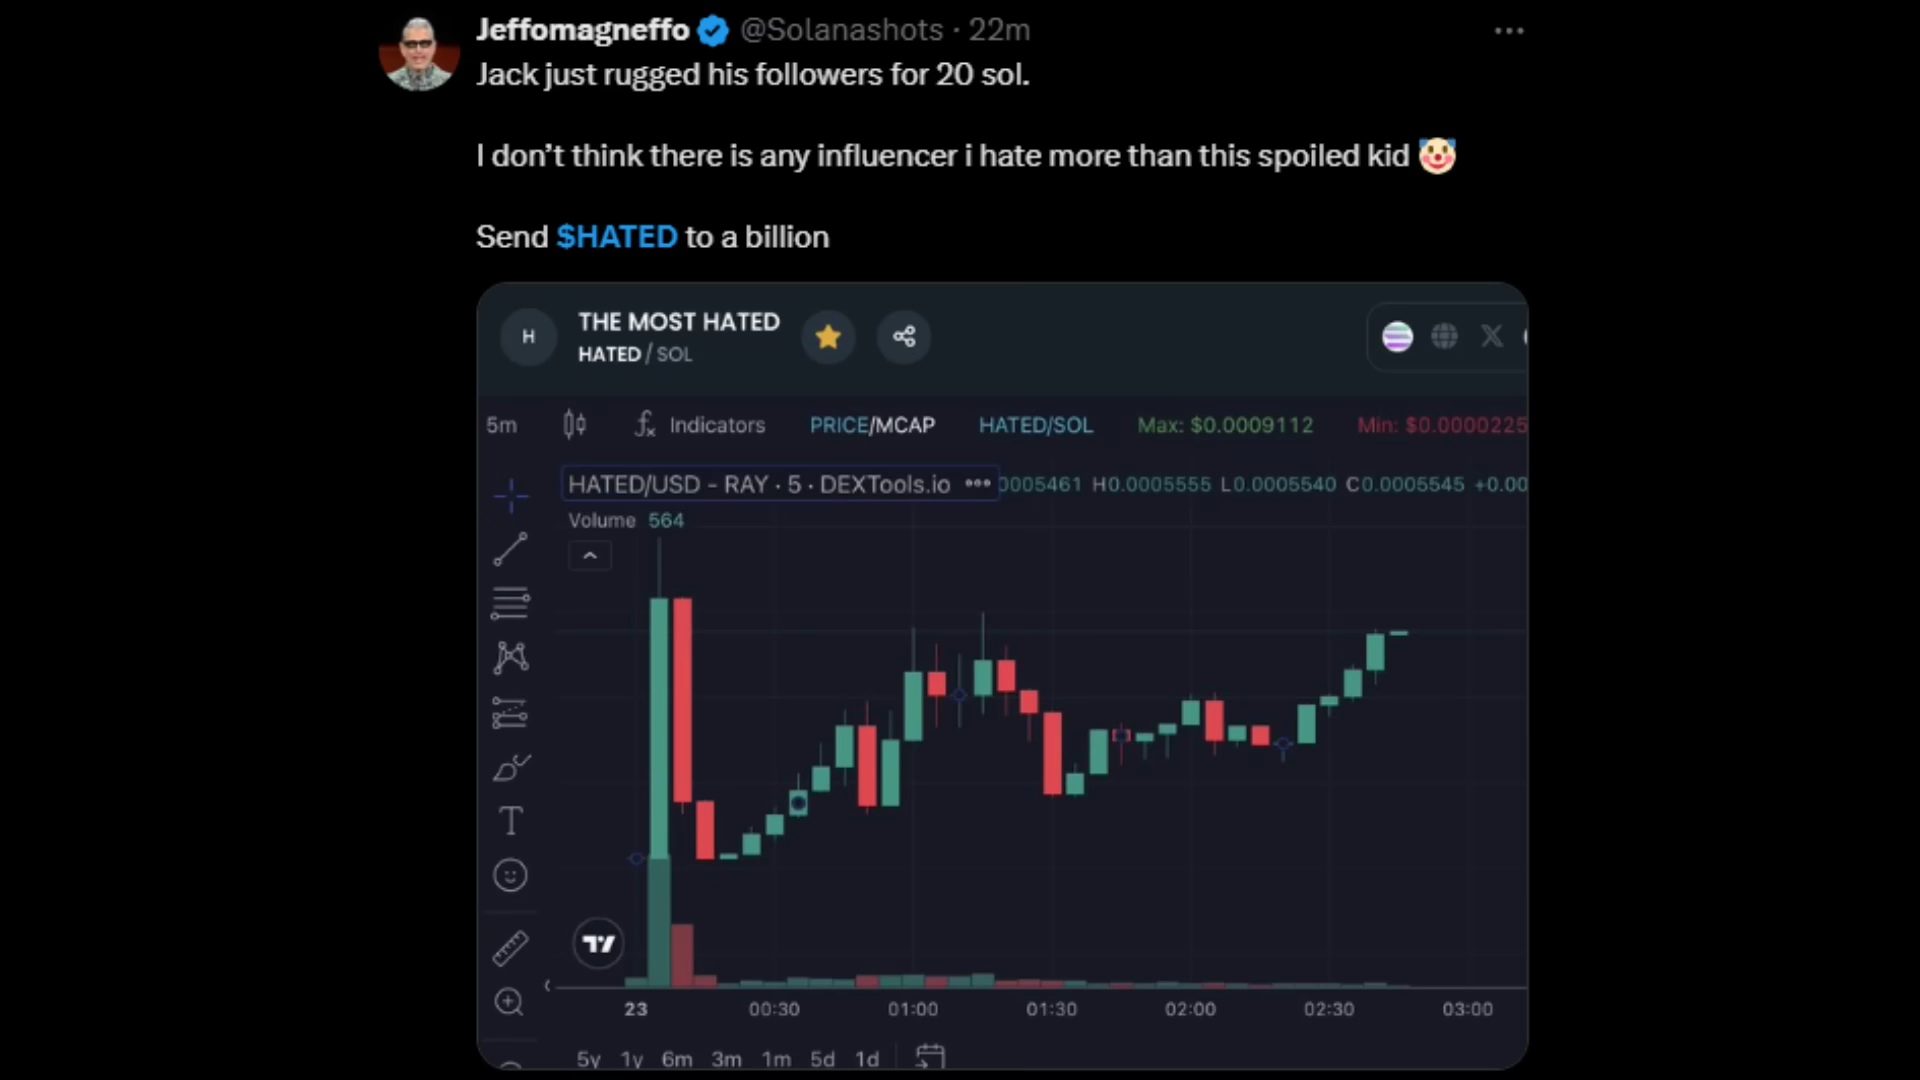 Jeffomagneffo @Solanashots · 22m
Jack just rugged his followers for 20 sol.
I don't think there is any influencer i hate more than this spoiled kid 🤡
Send $HATED to a billion
H
THE MOST HATED
HATED / SOL
5m Indicators PRICE/MCAP HATED/SOL Max: $0.0009112 Min: $0.0000225
HATED/USD - RAY · 5 · DEXTools.io ••• 0005461 H0.0005555 L0.0005540 C0.0005545 +0.00
Volume 564
23 00:30 01:00 01:30 02:00 02:30 03:00
5y 1y 6m 3m 1m 5d 1d